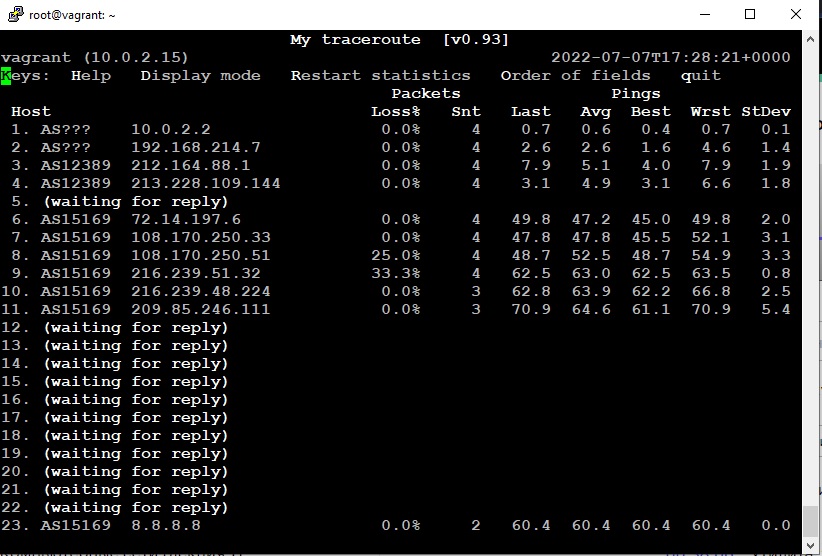 root@vagrant: ~
My traceroute [v0.93]
vagrant (10.0.2.15) 2022-07-07T17:28:21+0000
Keys: Help Display mode Restart statistics Order of fields quit
Packets Pings
Host Loss% Snt Last Avg Best Wrst StDev
1. AS??? 10.0.2.2 0.0% 4 0.7 0.6 0.4 0.7 0.1
2. AS??? 192.168.214.7 0.0% 4 2.6 2.6 1.6 4.6 1.4
3. AS12389 212.164.88.1 0.0% 4 7.9 5.1 4.0 7.9 1.9
4. AS12389 213.228.109.144 0.0% 4 3.1 4.9 3.1 6.6 1.8
5. (waiting for reply)
6. AS15169 72.14.197.6 0.0% 4 49.8 47.2 45.0 49.8 2.0
7. AS15169 108.170.250.33 0.0% 4 47.8 47.8 45.5 52.1 3.1
8. AS15169 108.170.250.51 25.0% 4 48.7 52.5 48.7 54.9 3.3
9. AS15169 216.239.51.32 33.3% 4 62.5 63.0 62.5 63.5 0.8
10. AS15169 216.239.48.224 0.0% 3 62.8 63.9 62.2 66.8 2.5
11. AS15169 209.85.246.111 0.0% 3 70.9 64.6 61.1 70.9 5.4
12. (waiting for reply)
13. (waiting for reply)
14. (waiting for reply)
15. (waiting for reply)
16. (waiting for reply)
17. (waiting for reply)
18. (waiting for reply)
19. (waiting for reply)
20. (waiting for reply)
21. (waiting for reply)
22. (waiting for reply)
23. AS15169 8.8.8.8 0.0% 2 60.4 60.4 60.4 60.4 0.0